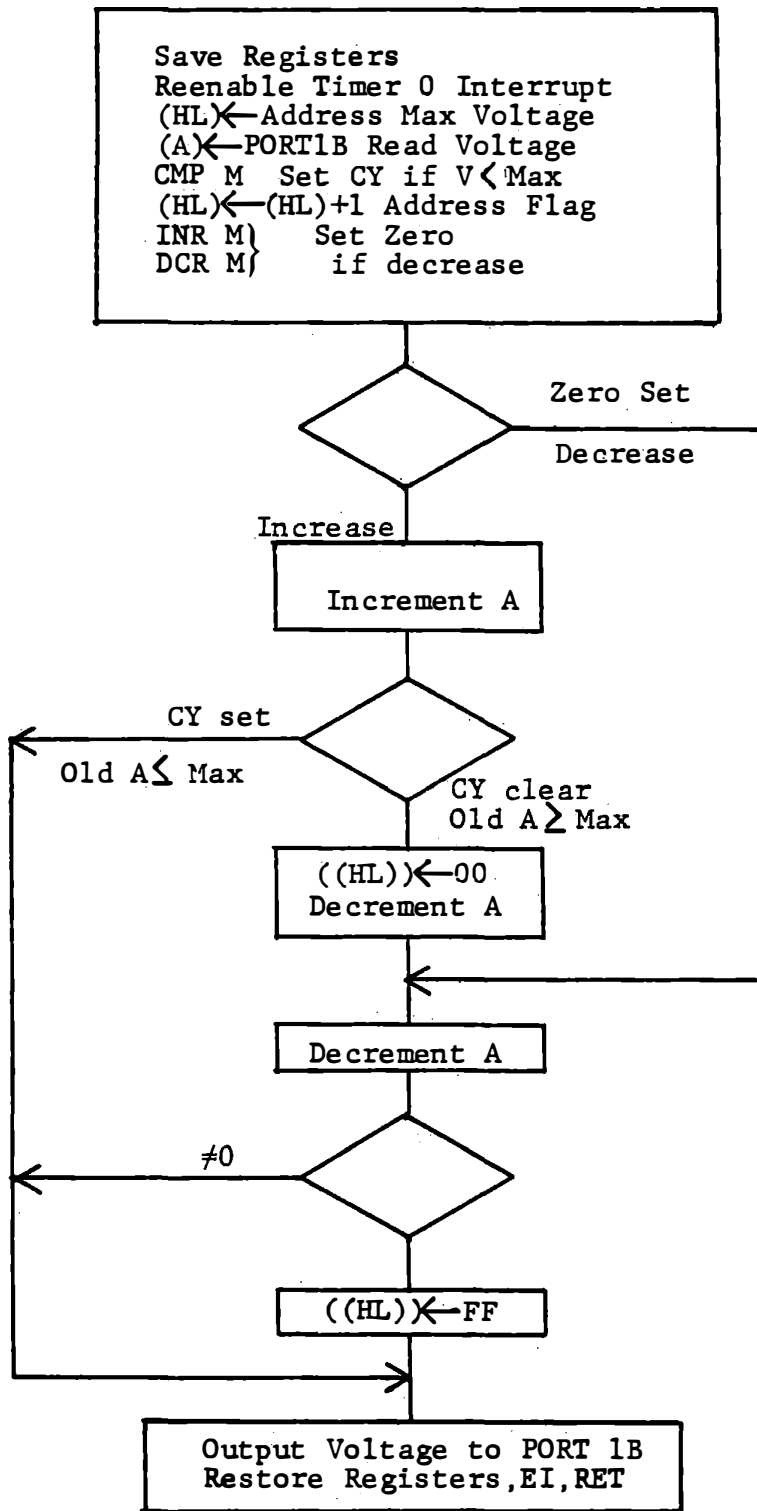 Save Registers
Reenable Timer 0 Interrupt
(HL)←Address Max Voltage
(A)←PORT1B Read Voltage
CMP M Set CY if V < Max
(HL)←(HL)+1 Address Flag
INR M} Set Zero
DCR M} if decrease
Zero Set
Decrease
Increase
Increment A
CY set
Old A ≤ Max
CY clear
Old A ≥ Max
((HL))←00
Decrement A
Decrement A
≠0
((HL))←FF
Output Voltage to PORT 1B
Restore Registers,EI,RET